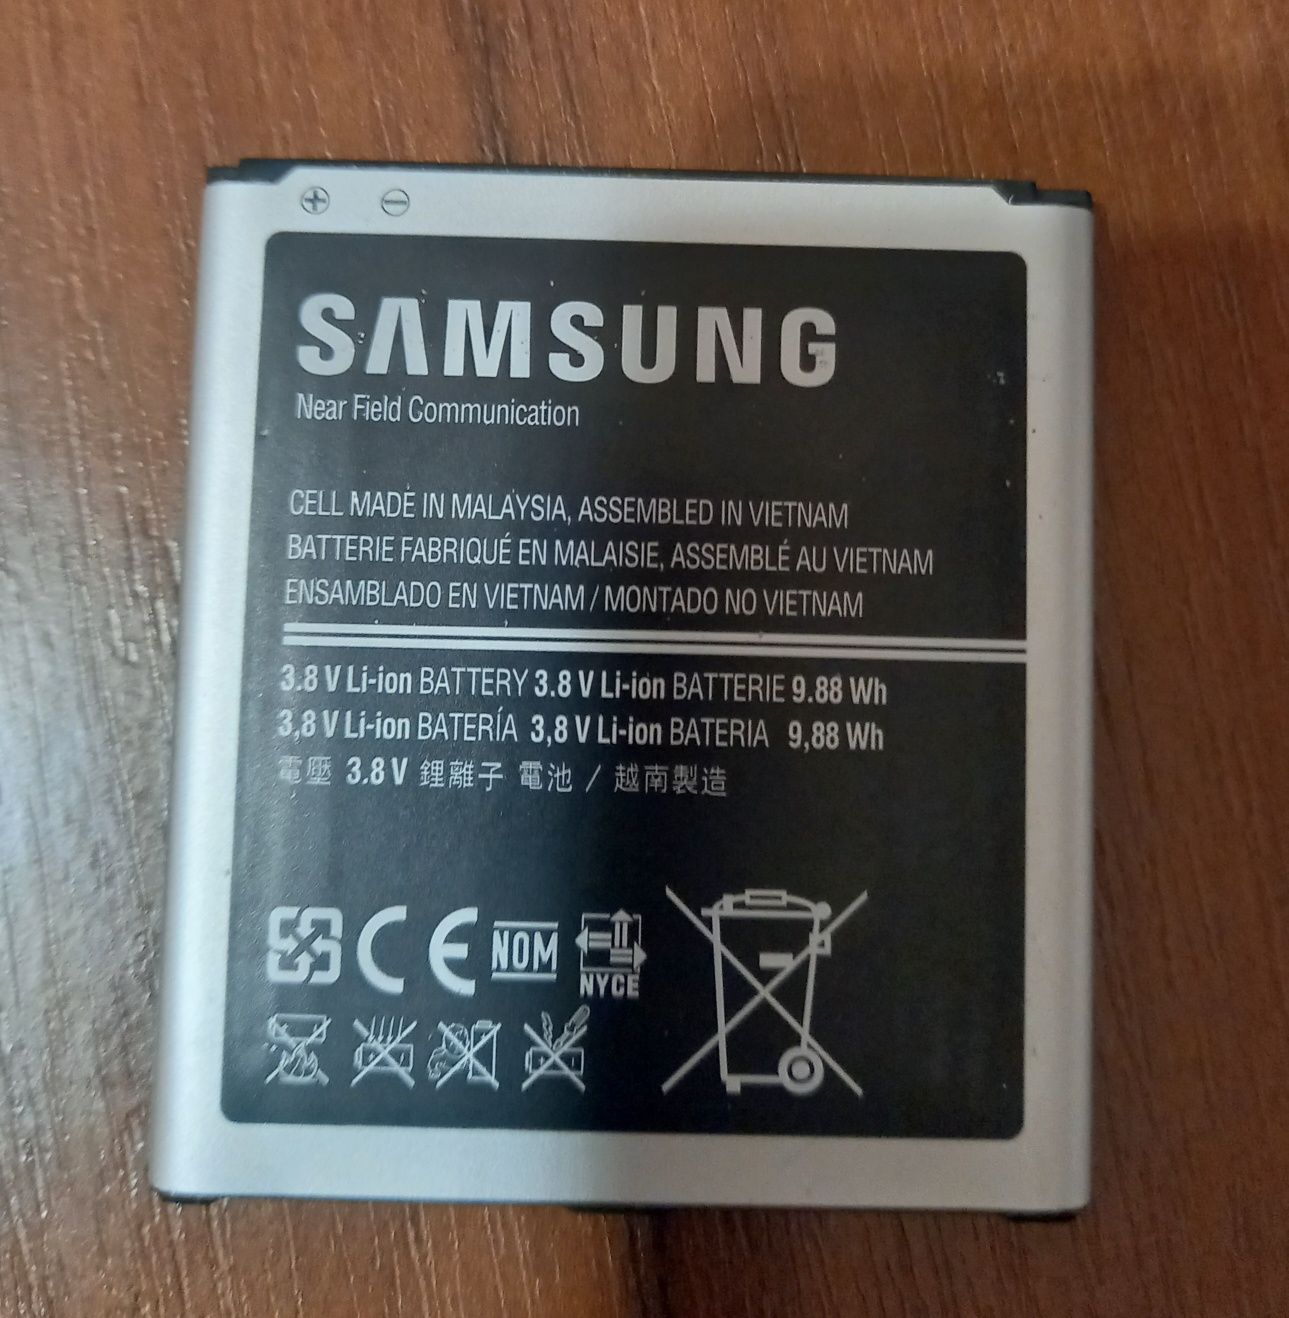 SAMSUNG
Near Field Communication
CELL MADE IN MALAYSIA, ASSEMBLED IN VIETNAM
BATTERIE FABRIQUÉ EN MALAISIE, ASSEMBLÉ AU VIETNAM
ENSAMBLADO EN VIETNAM / MONTADO NO VIETNAM
3.8 V Li-ion BATTERY 3.8 V Li-ion BATTERIE 9.88 Wh
3,8 V Li-ion BATERÍA 3,8 V Li-ion BATERIA 9,88 Wh
電壓 3.8 V 鋰離子 電池 / 越南製造
CE NOM NYCE